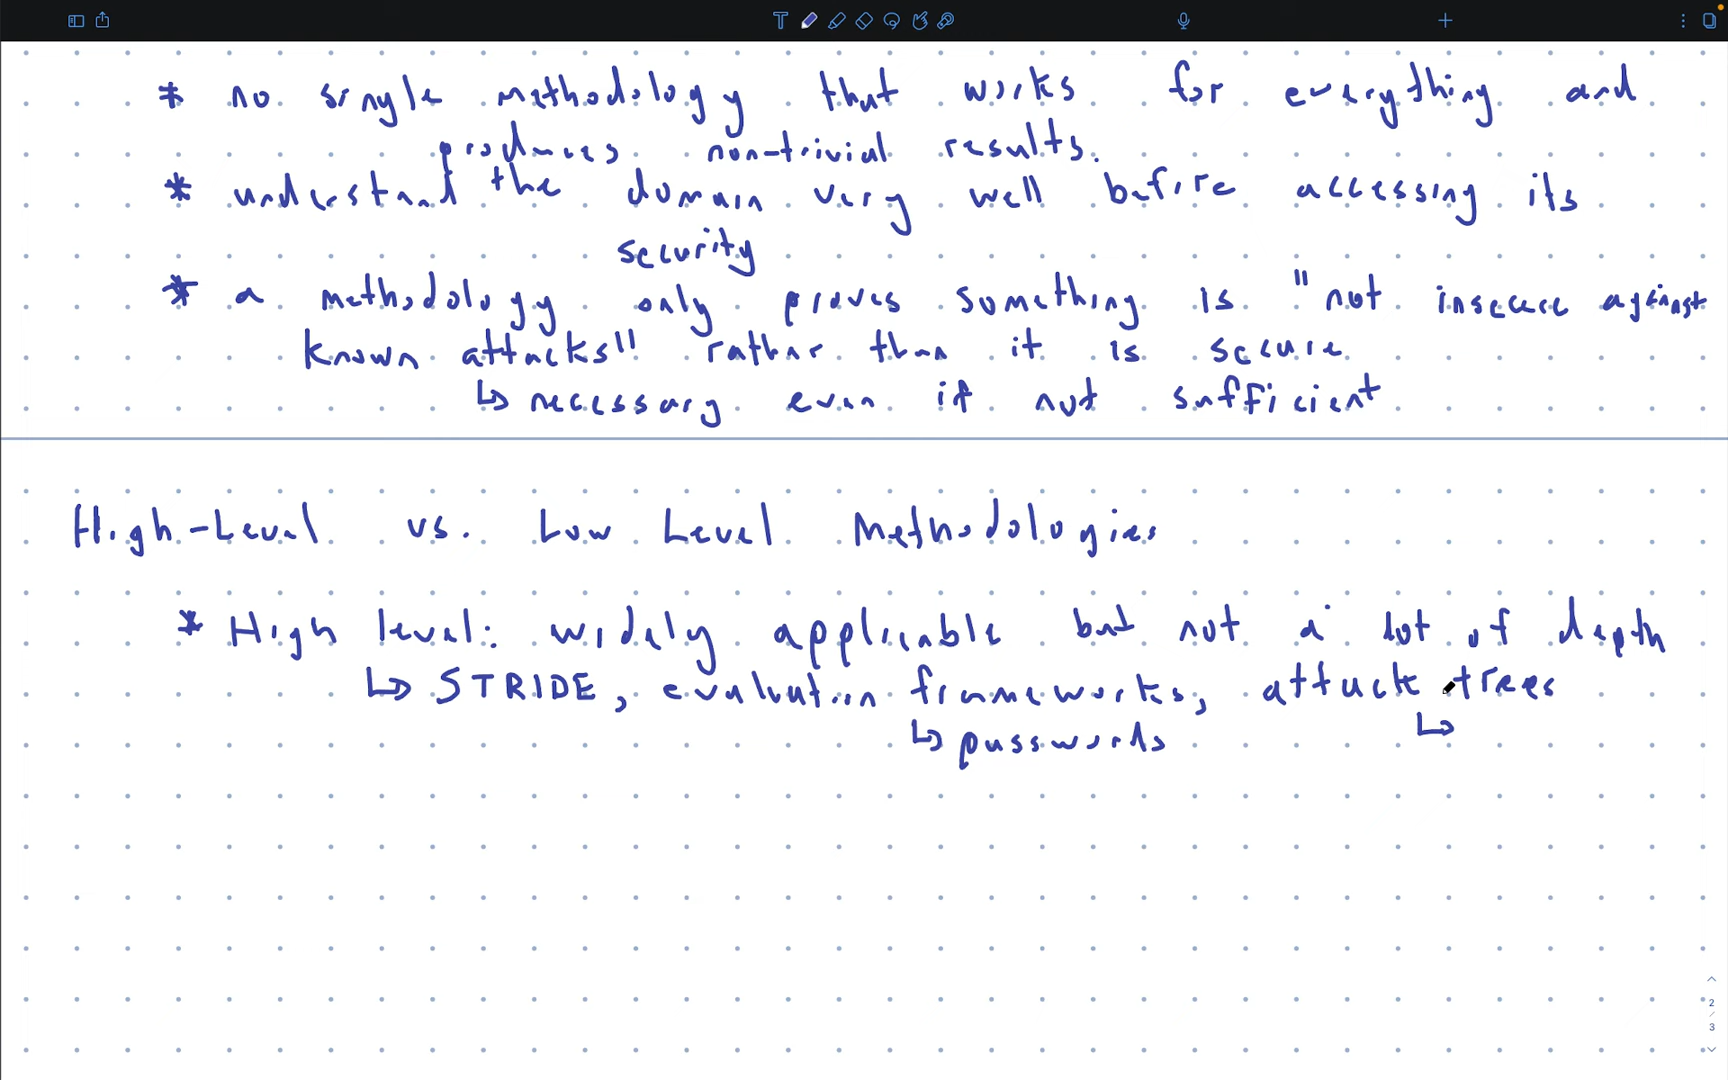 * no single methodology that works for everything and
produces non-trivial results.
* understand the domain very well before accessing its
security
* a methodology only proves something is "not insecure against
known attacks" rather than it is secure
↳ necessary even if not sufficient
High-Level vs. Low Level Methodologies
* High level: widely applicable but not a lot of depth
↳ STRIDE, evaluation frameworks, attack trees
↳ passwords ↳
2
/
3